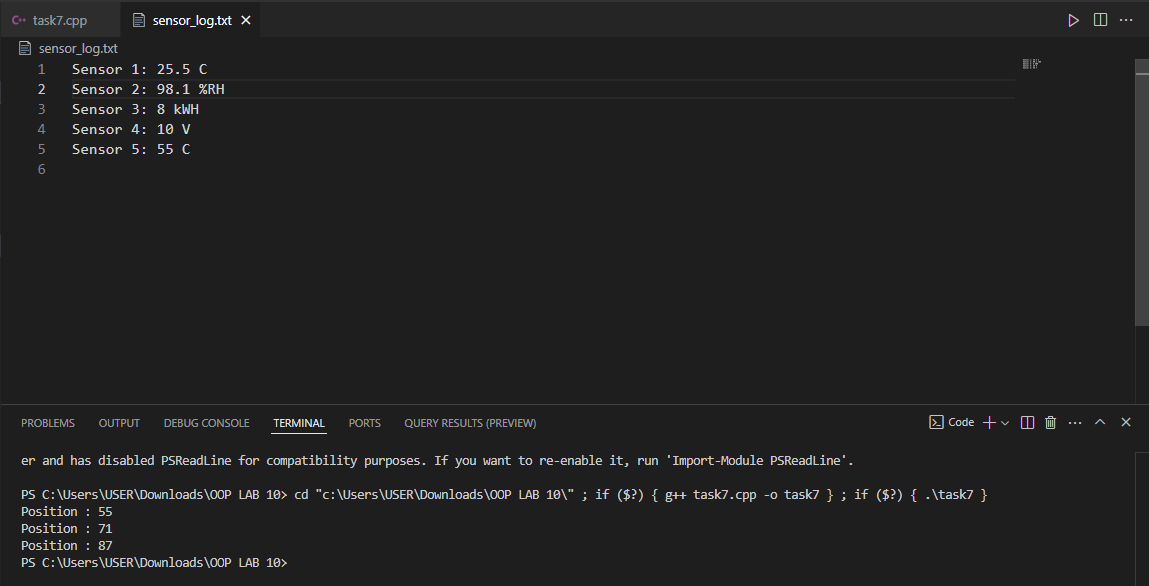 C++ task7.cpp sensor_log.txt
sensor_log.txt
1 Sensor 1: 25.5 C
2 Sensor 2: 98.1 %RH
3 Sensor 3: 8 kWH
4 Sensor 4: 10 V
5 Sensor 5: 55 C
6
PROBLEMS OUTPUT DEBUG CONSOLE TERMINAL PORTS QUERY RESULTS (PREVIEW) Code
er and has disabled PSReadLine for compatibility purposes. If you want to re-enable it, run 'Import-Module PSReadLine'.
PS C:\Users\USER\Downloads\OOP LAB 10> cd "c:\Users\USER\Downloads\OOP LAB 10\" ; if ($?) { g++ task7.cpp -o task7 } ; if ($?) { .\task7 }
Position : 55
Position : 71
Position : 87
PS C:\Users\USER\Downloads\OOP LAB 10>